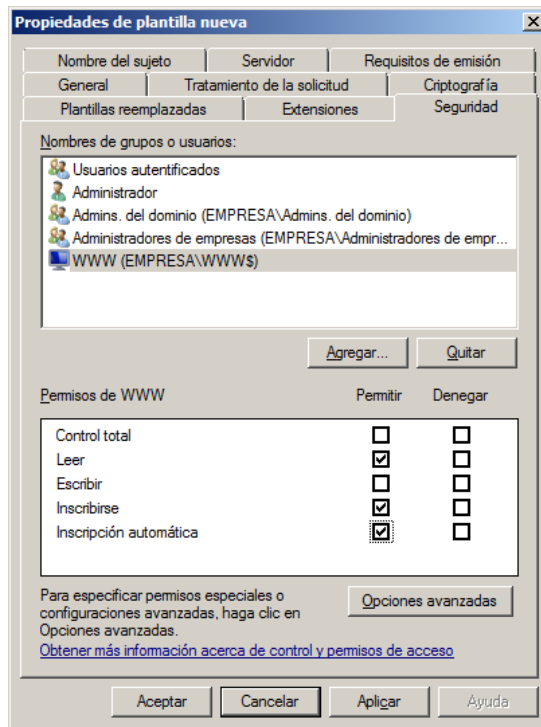 Propiedades de plantilla nueva
Nombre del sujeto
Servidor
Requisitos de emisión
General
Tratamiento de la solicitud
Criptografía
Plantillas reemplazadas
Extensiones
Seguridad
Nombres de grupos o usuarios:
Usuarios autentificados
Administrador
Admins. del dominio (EMPRESA\Admins. del dominio)
Administradores de empresas (EMPRESA\Administradores de empr...
WWW (EMPRESA\WWW$)
Agregar...
Quitar
Permisos de WWW
Permitir
Denegar
Control total
Leer
Escribir
Inscribirse
Inscripción automática
Para especificar permisos especiales o
configuraciones avanzadas, haga clic en
Opciones avanzadas.
Opciones avanzadas
Obtener más información acerca de control y permisos de acceso
Aceptar
Cancelar
Aplicar
Ayuda